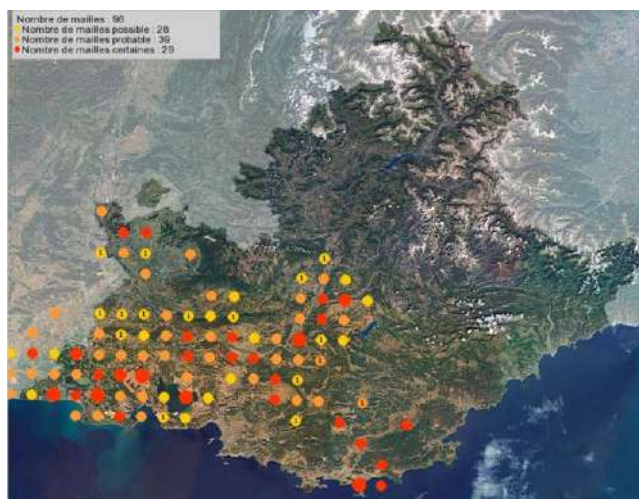 Nombre de mailles : 96
Nombre de mailles possible : 28
Nombre de mailles probable : 39
Nombre de mailles certaines : 29